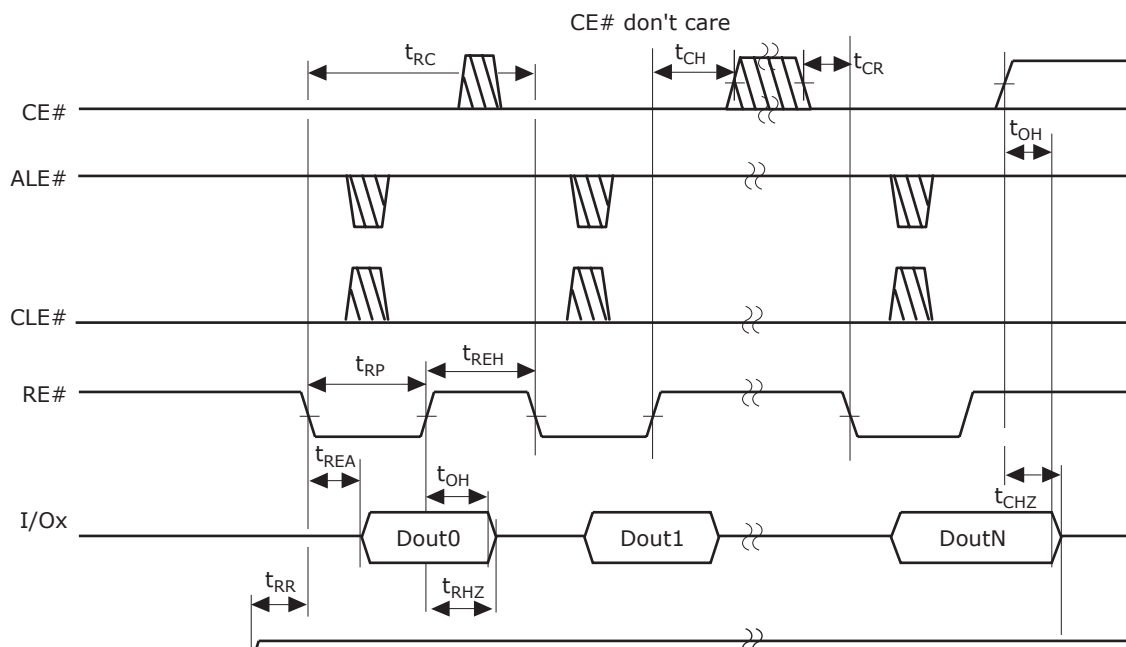 CE# don't care
tRC
tCH
tCR
CE#
tOH
ALE#
CLE#
tRP
tREH
RE#
tREA
tOH
tCHZ
I/Ox
Dout0
Dout1
DoutN
tRR
tRHZ